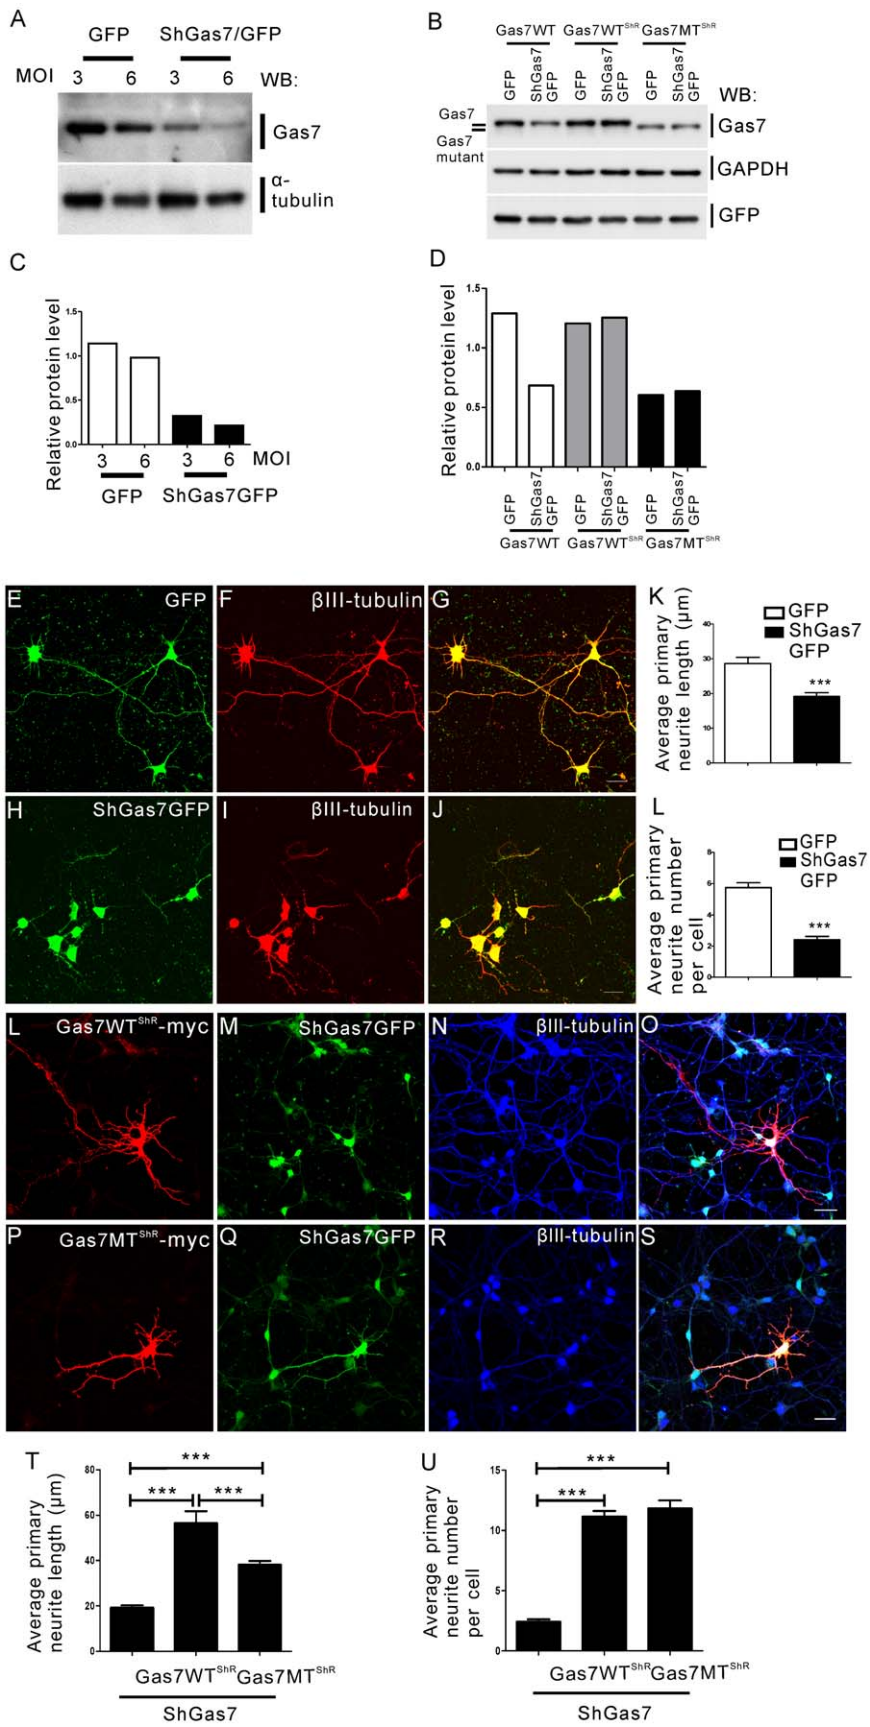 A
GFP ShGas7/GFP
MOI 3 6 3 6 WB:
Gas7
α-
tubulin
B
Gas7WT Gas7WT^ShR Gas7MT^ShR
GFP
ShGas7
GFP
GFP
ShGas7
GFP
GFP
ShGas7
GFP
WB:
Gas7
Gas7
mutant
Gas7
GAPDH
GFP
C
Relative protein level
1.5
1.0
0.5
0.0
3 6 3 6 MOI
GFP ShGas7GFP
D
Relative protein level
1.5
1.0
0.5
0.0
GFP
ShGas7
GFP
GFP
ShGas7
GFP
GFP
ShGas7
GFP
Gas7WT Gas7WT^ShR Gas7MT^ShR
E GFP
F βIII-tubulin
G
H ShGas7GFP
I βIII-tubulin
J
K
GFP
ShGas7
GFP
Average primary
neurite length (µm)
40
30
20
10
0
***
L
GFP
ShGas7
GFP
Average primary
neurite number
per cell
8
6
4
2
0
***
L Gas7WT^ShR-myc
M ShGas7GFP
N βIII-tubulin
O
P Gas7MT^ShR-myc
Q ShGas7GFP
R βIII-tubulin
S
T
Average primary
neurite length (µm)
80
60
40
20
0
***
*** ***
Gas7WT^ShR Gas7MT^ShR
ShGas7
U
Average primary
neurite number
per cell
15
10
5
0
***
***
Gas7WT^ShR Gas7MT^ShR
ShGas7